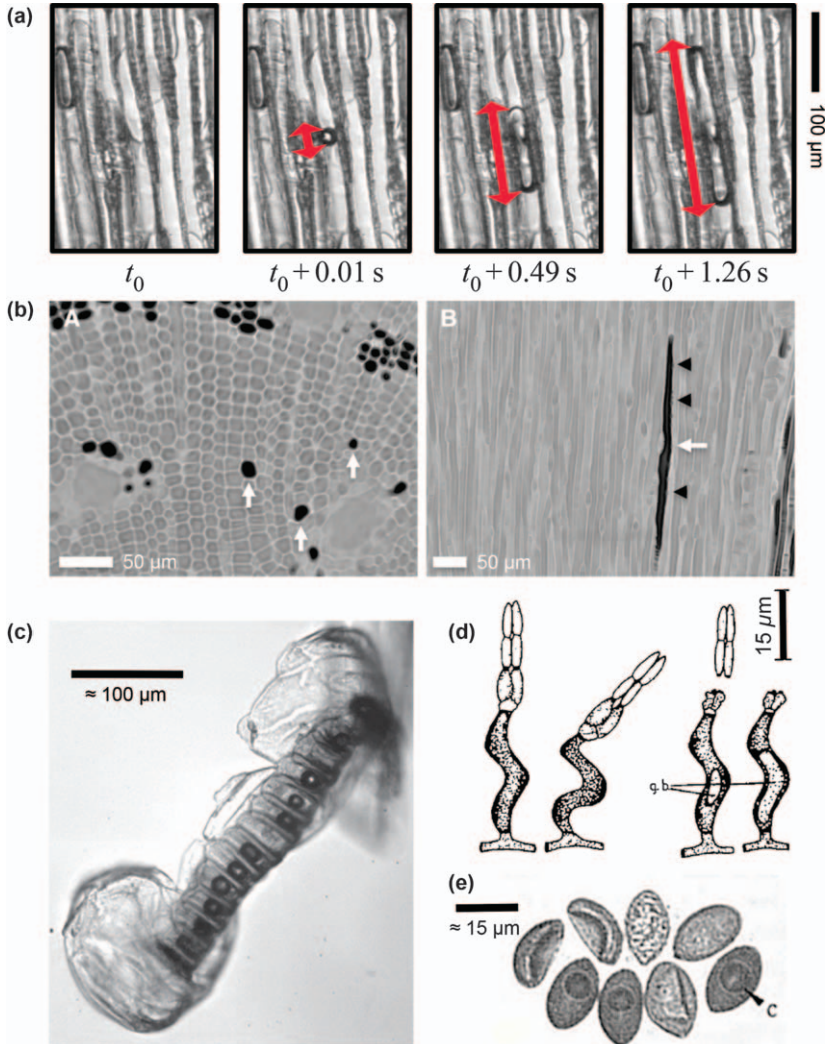 (a)
100 µm
t0
t0 + 0.01 s
t0 + 0.49 s
t0 + 1.26 s
(b)
A
B
50 µm
50 µm
(c)
≈ 100 µm
(d)
15 µm
g.b.
(e)
≈ 15 µm
c